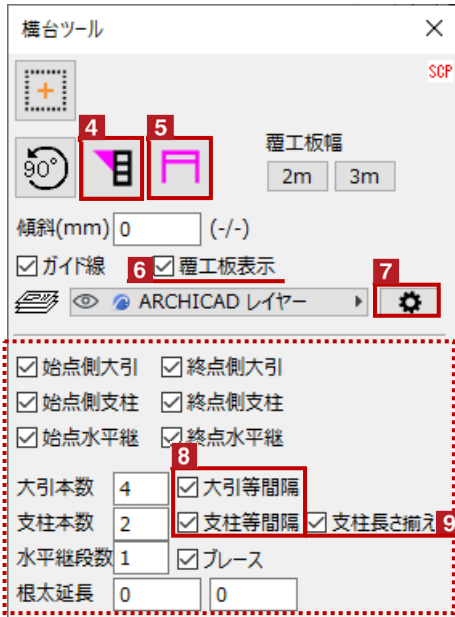 構台ツール
SCP
4 5
90°
覆工板幅
2m 3m
傾斜(mm) 0 (-/-)
ガイド線 6 覆工板表示
7
ARCHICAD レイヤー
始点側大引 終点側大引
始点側支柱 終点側支柱
始点水平継 終点水平継
8
大引本数 4 大引等間隔
支柱本数 2 支柱等間隔 支柱長さ揃え 9
水平継段数 1 ブレース
根太延長 0 0